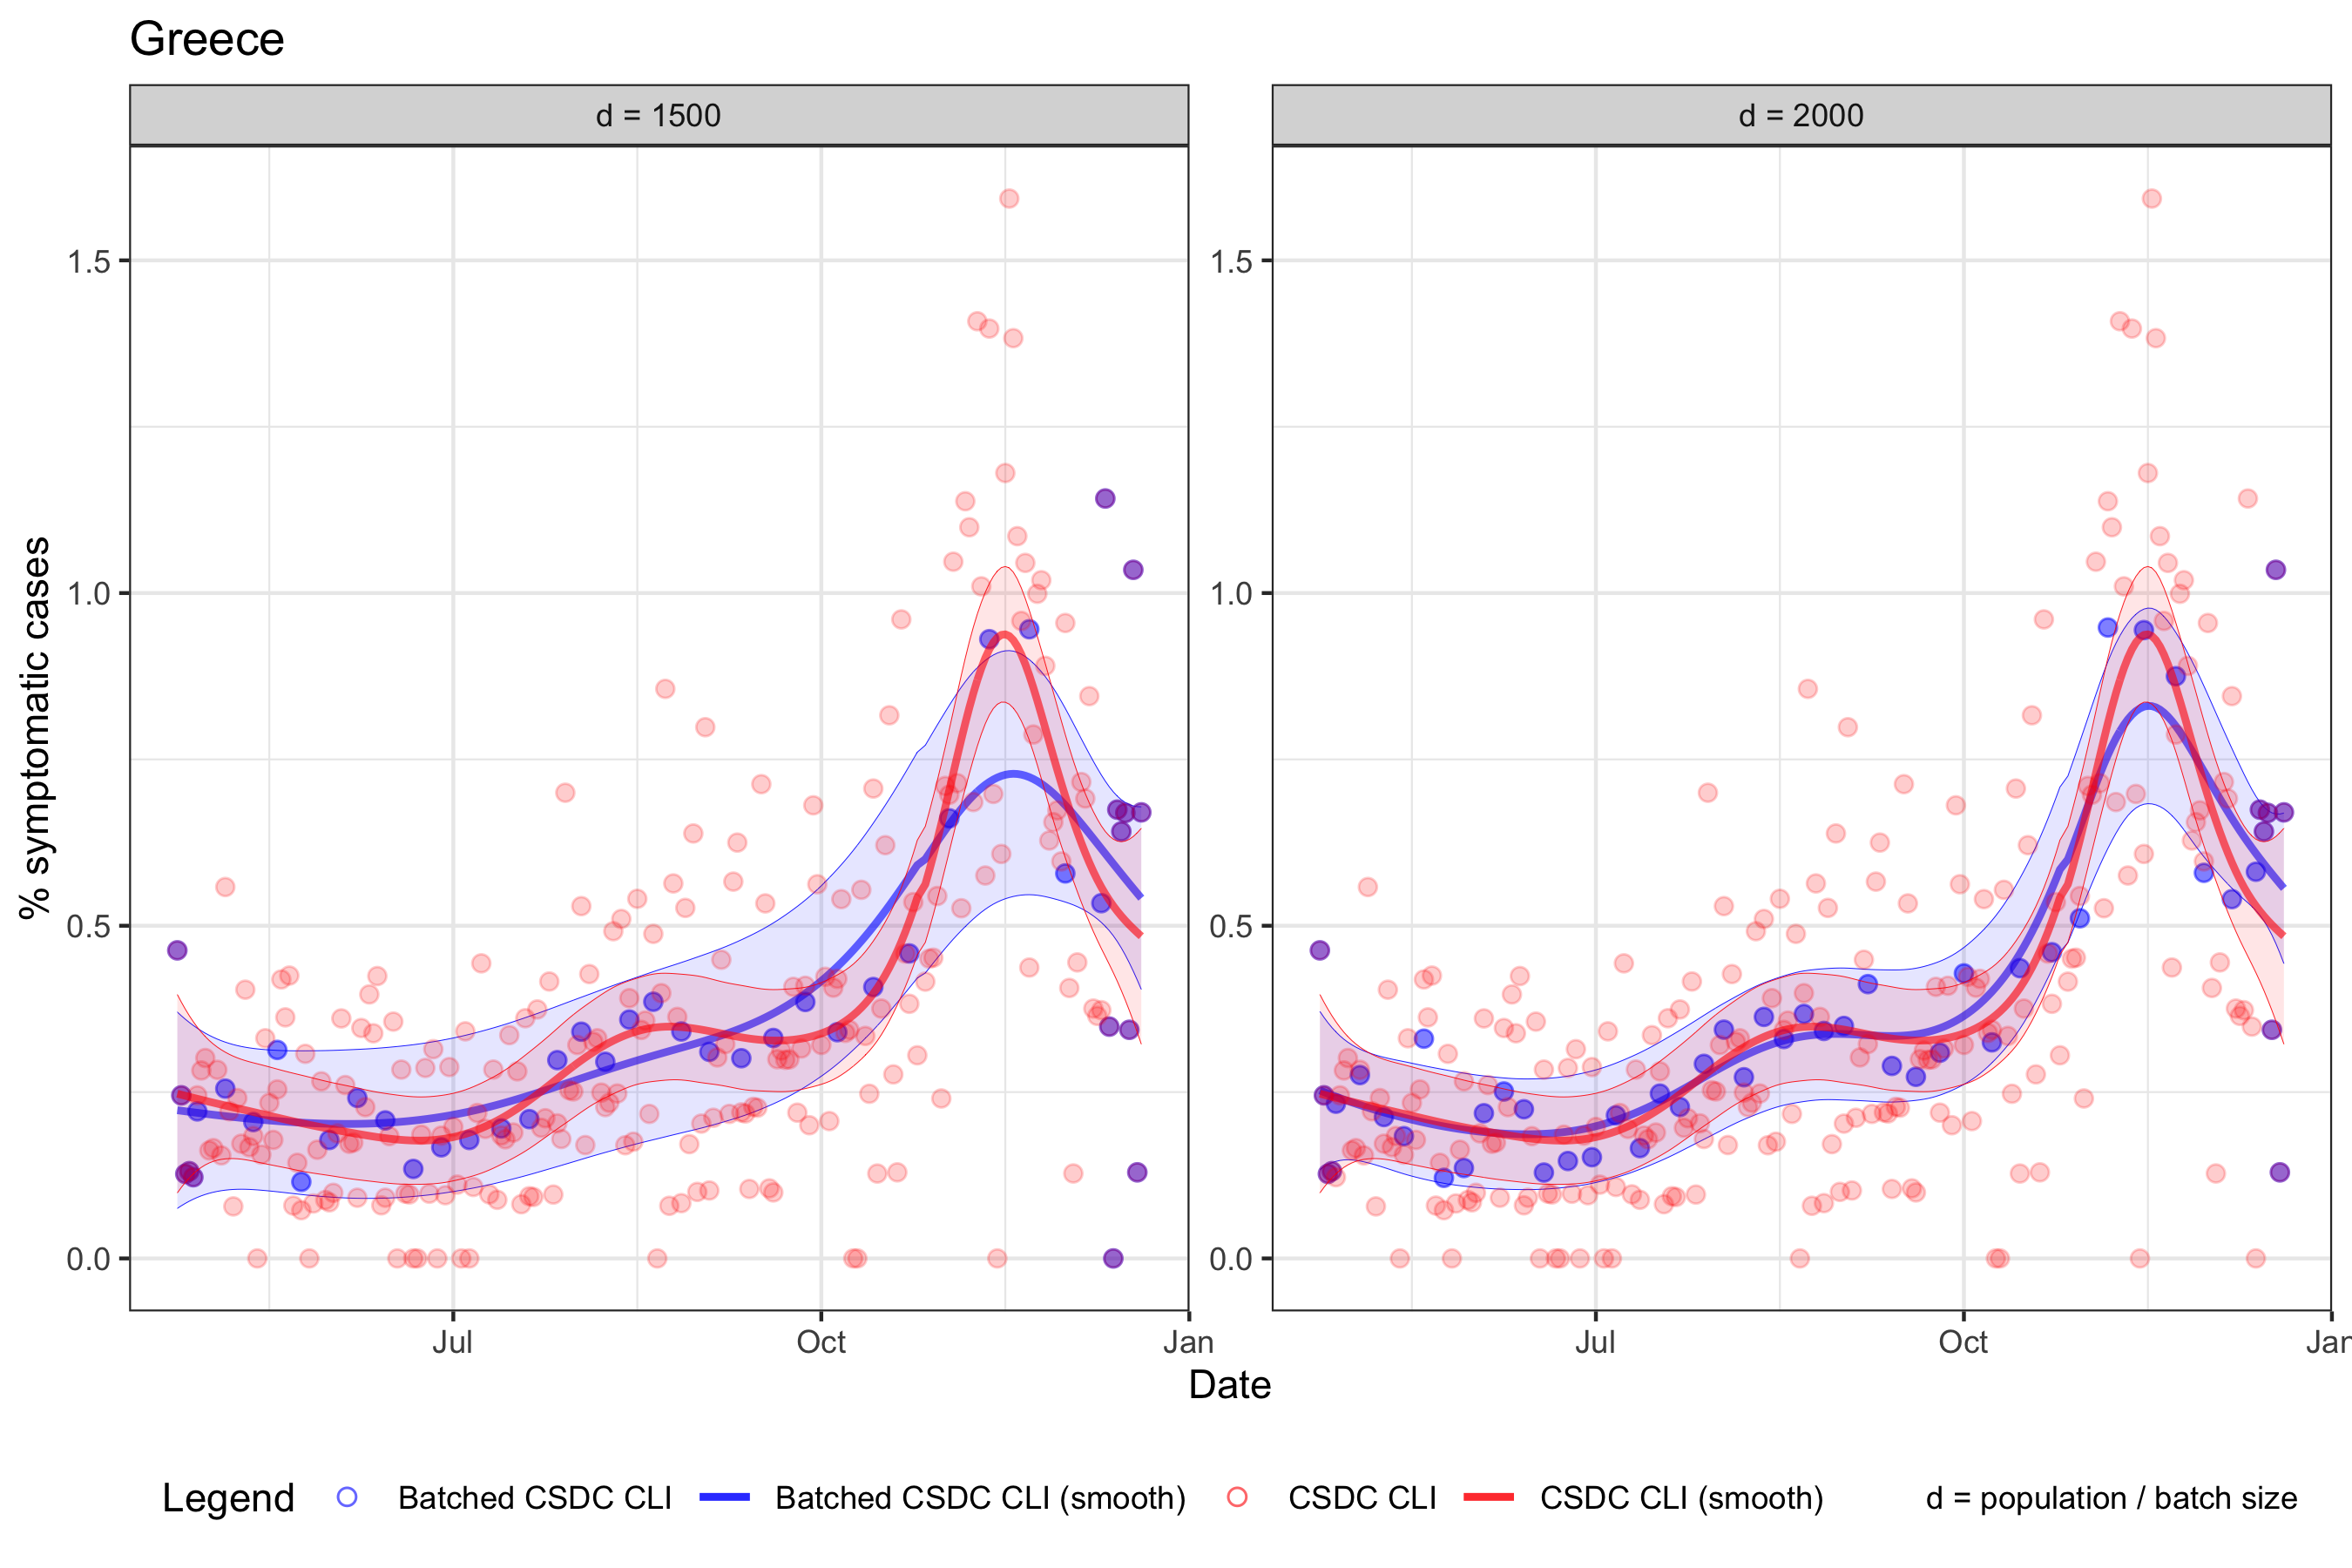 Greece
d = 1500
d = 2000
% symptomatic cases
1.5
1.0
0.5
0.0
1.5
1.0
0.5
0.0
Jul
Oct
Jan
Jul
Oct
Jan
Date
Legend
Batched CSDC CLI
Batched CSDC CLI (smooth)
CSDC CLI
CSDC CLI (smooth)
d = population / batch size